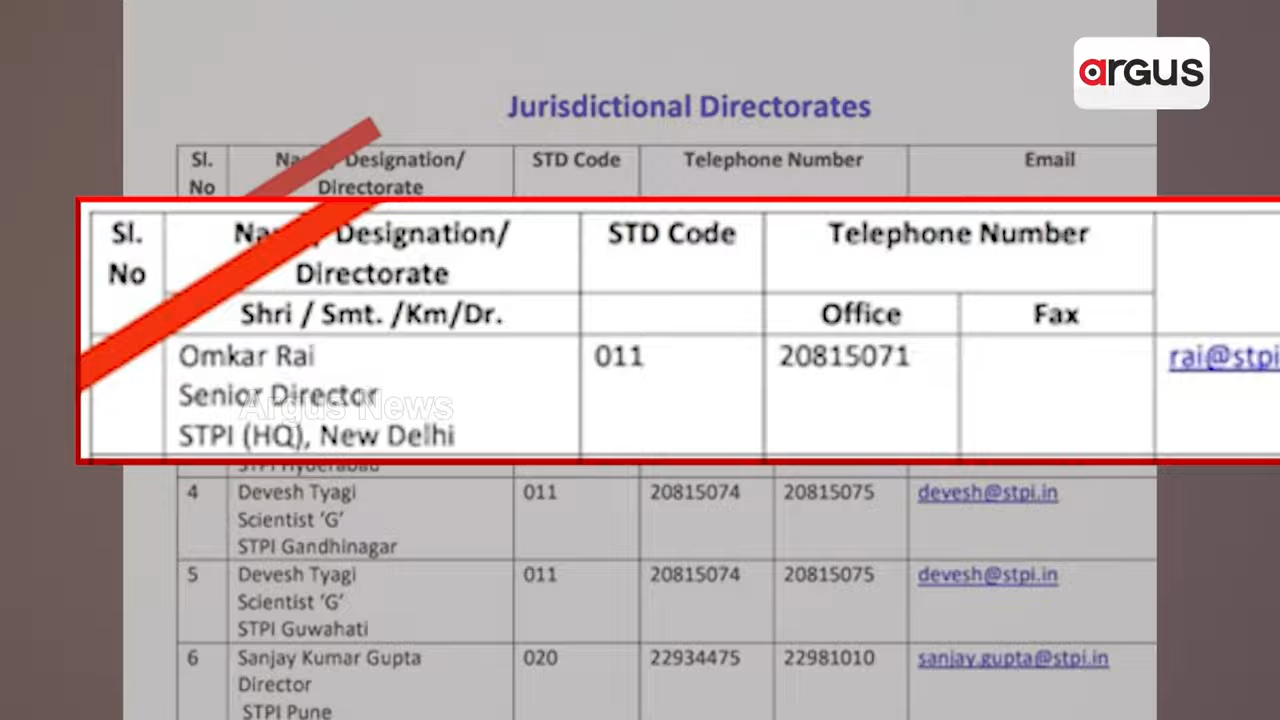 argus
Jurisdictional Directorates
Sl. Designation/ STD Code Telephone Number Email
No Directorate
Sl. Designation/ STD Code Telephone Number
No Directorate
Shri / Smt. /Km/Dr. Office Fax
Omkar Rai 011 20815071 rai@stpi
Senior Director
Argus News
STPI (HQ), New Delhi
STPI Hyderabad
4 Devesh Tyagi 011 20815074 20815075 devesh@stpi.in
Scientist ‘G’
STPI Gandhinagar
5 Devesh Tyagi 011 20815074 20815075 devesh@stpi.in
Scientist ‘G’
STPI Guwahati
6 Sanjay Kumar Gupta 020 22934475 22981010 sanjay.gupta@stpi.in
Director
STPI Pune